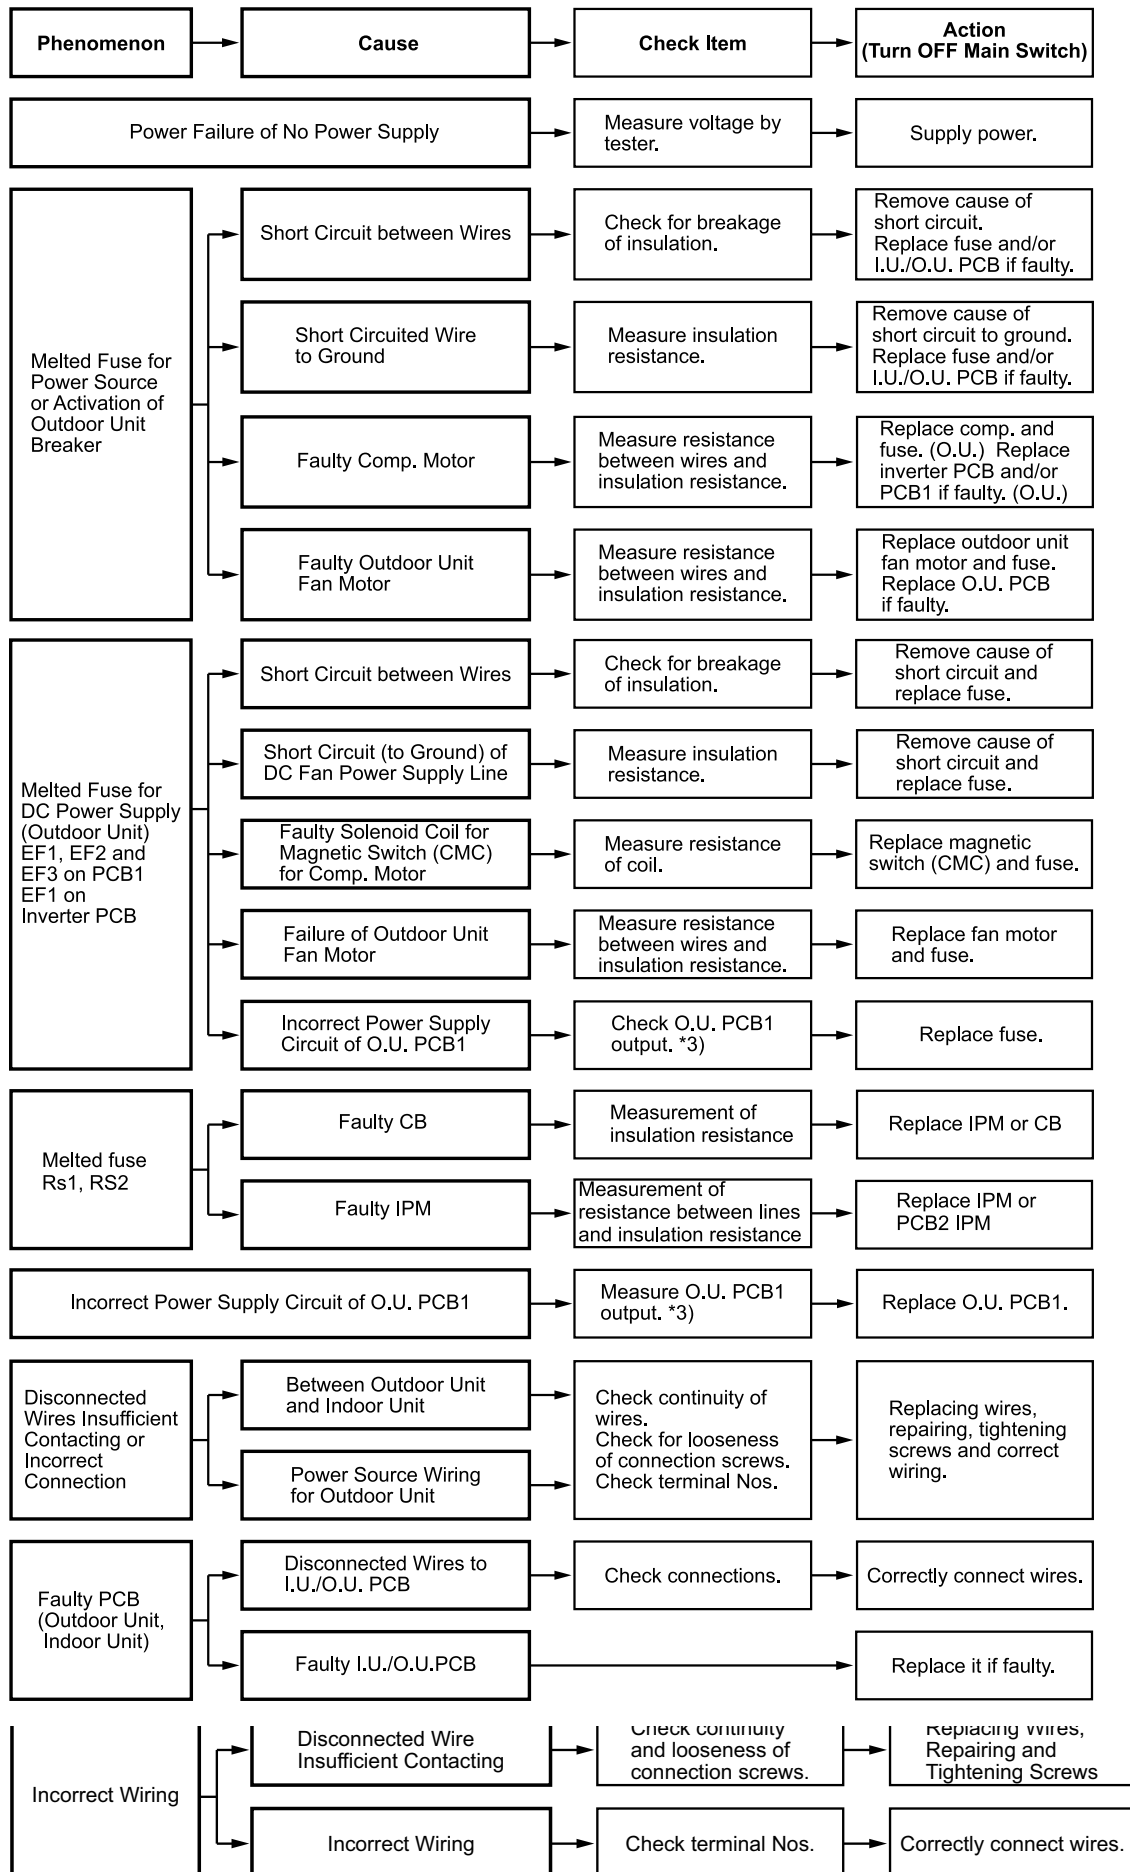 Phenomenon
Cause
Check Item
Action
(Turn OFF Main Switch)
Power Failure of No Power Supply
Measure voltage by
tester.
Supply power.
Melted Fuse for
Power Source
or Activation of
Outdoor Unit
Breaker
Short Circuit between Wires
Check for breakage
of insulation.
Remove cause of
short circuit.
Replace fuse and/or
I.U./O.U. PCB if faulty.
Short Circuited Wire
to Ground
Measure insulation
resistance.
Remove cause of
short circuit to ground.
Replace fuse and/or
I.U./O.U. PCB if faulty.
Faulty Comp. Motor
Measure resistance
between wires and
insulation resistance.
Replace comp. and
fuse. (O.U.) Replace
inverter PCB and/or
PCB1 if faulty. (O.U.)
Faulty Outdoor Unit
Fan Motor
Measure resistance
between wires and
insulation resistance.
Replace outdoor unit
fan motor and fuse.
Replace O.U. PCB
if faulty.
Melted Fuse for
DC Power Supply
(Outdoor Unit)
EF1, EF2 and
EF3 on PCB1
EF1 on
Inverter PCB
Short Circuit between Wires
Check for breakage
of insulation.
Remove cause of
short circuit and
replace fuse.
Short Circuit (to Ground) of
DC Fan Power Supply Line
Measure insulation
resistance.
Remove cause of
short circuit and
replace fuse.
Faulty Solenoid Coil for
Magnetic Switch (CMC)
for Comp. Motor
Measure resistance
of coil.
Replace magnetic
switch (CMC) and fuse.
Failure of Outdoor Unit
Fan Motor
Measure resistance
between wires and
insulation resistance.
Replace fan motor
and fuse.
Incorrect Power Supply
Circuit of O.U. PCB1
Check O.U. PCB1
output. *3)
Replace fuse.
Melted fuse
Rs1, RS2
Faulty CB
Measurement of
insulation resistance
Replace IPM or CB
Faulty IPM
Measurement of
resistance between lines
and insulation resistance
Replace IPM or
PCB2 IPM
Incorrect Power Supply Circuit of O.U. PCB1
Measure O.U. PCB1
output. *3)
Replace O.U. PCB1.
Disconnected
Wires Insufficient
Contacting or
Incorrect
Connection
Between Outdoor Unit
and Indoor Unit
Power Source Wiring
for Outdoor Unit
Check continuity of
wires.
Check for looseness
of connection screws.
Check terminal Nos.
Replacing wires,
repairing, tightening
screws and correct
wiring.
Faulty PCB
(Outdoor Unit,
Indoor Unit)
Disconnected Wires to
I.U./O.U. PCB
Check connections.
Correctly connect wires.
Faulty I.U./O.U.PCB
Replace it if faulty.
Incorrect Wiring
Disconnected Wire
Insufficient Contacting
Check continuity
and looseness of
connection screws.
Replacing Wires,
Repairing and
Tightening Screws
Incorrect Wiring
Check terminal Nos.
Correctly connect wires.